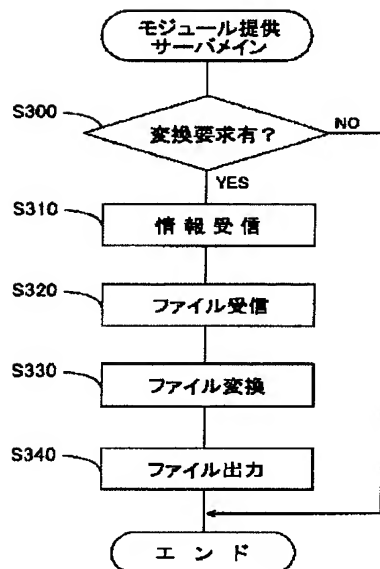 モジュール提供
サーバメイン
S300
変換要求有?
NO
YES
S310
情報受信
S320
ファイル受信
S330
ファイル変換
S340
ファイル出力
エンド